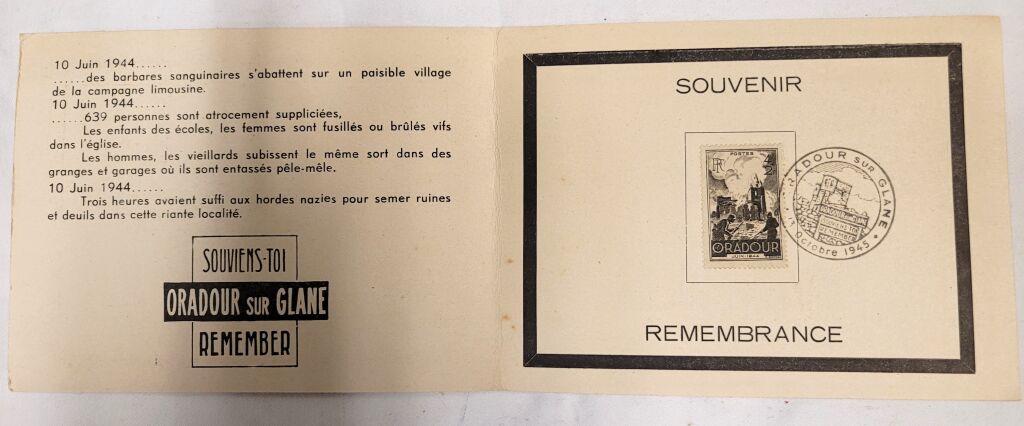 10 Juin 1944......
......des barbares sanguinaires s'abattent sur un paisible village
de la campagne limousine.
10 Juin 1944......
......639 personnes sont atrocement suppliciées,
Les enfants des écoles, les femmes sont fusillés ou brûlés vifs
dans l'église.
Les hommes, les vieillards subissent le même sort dans des
granges et garages où ils sont entassés pêle-mêle.
10 Juin 1944......
Trois heures avaient suffi aux hordes nazies pour semer ruines
et deuils dans cette riante localité.
SOUVIENS-TOI
ORADOUR SUR GLANE
REMEMBER
SOUVENIR
POSTES
RF
ORADOUR
JUIN 1944
ORADOUR SUR GLANE
Octobre 1945
SOUVIENS-TOI
REMEMBER
REMEMBRANCE